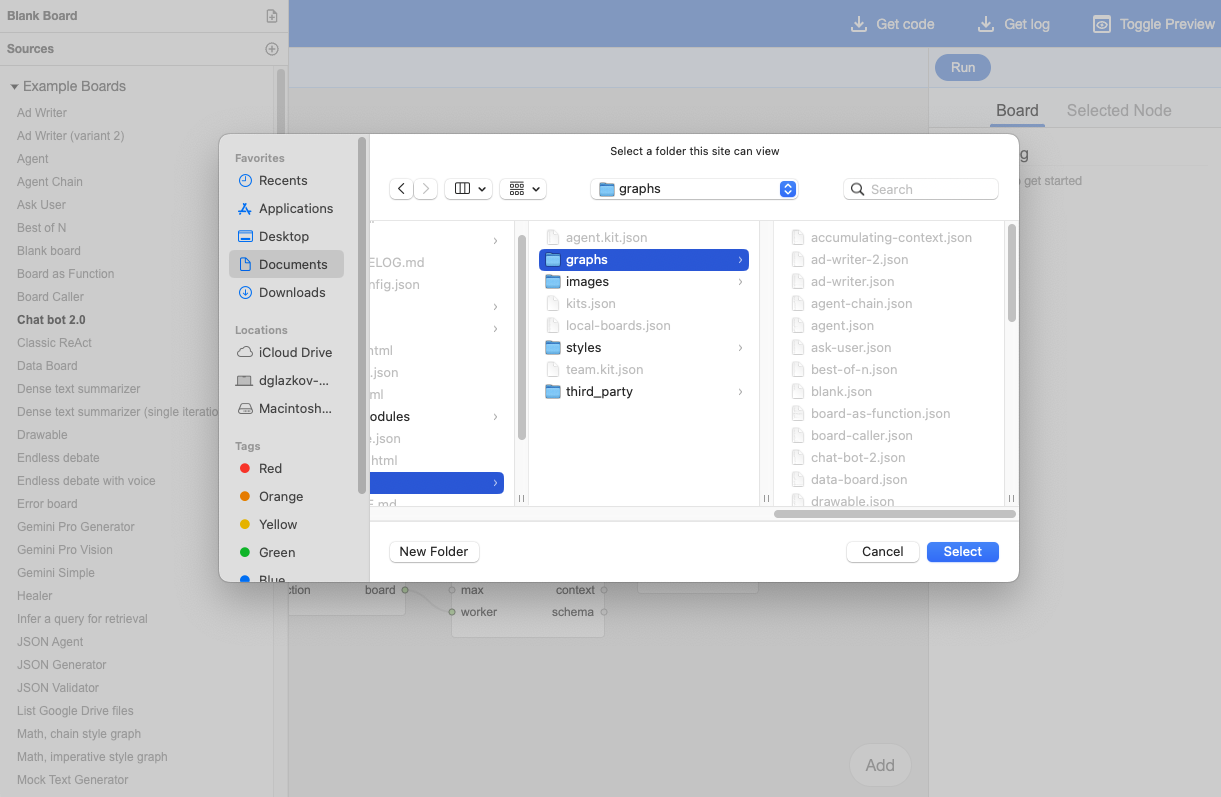 Blank Board
Sources
Example Boards
Ad Writer
Ad Writer (variant 2)
Agent
Agent Chain
Ask User
Best of N
Blank board
Board as Function
Board Caller
Chat bot 2.0
Classic ReAct
Data Board
Dense text summarizer
Dense text summarizer (single iteratio
Drawable
Endless debate
Endless debate with voice
Error board
Gemini Pro Generator
Gemini Pro Vision
Gemini Simple
Healer
Infer a query for retrieval
JSON Agent
JSON Generator
JSON Validator
List Google Drive files
Math, chain style graph
Math, imperative style graph
Mock Text Generator
Get code
Get log
Toggle Preview
Run
Board
Selected Node
g
get started
Select a folder this site can view
graphs
Search
Favorites
Recents
Applications
Desktop
Documents
Downloads
Locations
iCloud Drive
dglazkov-...
Macintosh...
Tags
Red
Orange
Yellow
Green
Blue
ELOG.md
nfig.json
html
.json
ml
odules
e.json
html
E.md
agent.kit.json
graphs
images
kits.json
local-boards.json
styles
team.kit.json
third_party
accumulating-context.json
ad-writer-2.json
ad-writer.json
agent-chain.json
agent.json
ask-user.json
best-of-n.json
blank.json
board-as-function.json
board-caller.json
chat-bot-2.json
data-board.json
drawable.json
New Folder
Cancel
Select
ction
board
max
context
worker
schema
Add